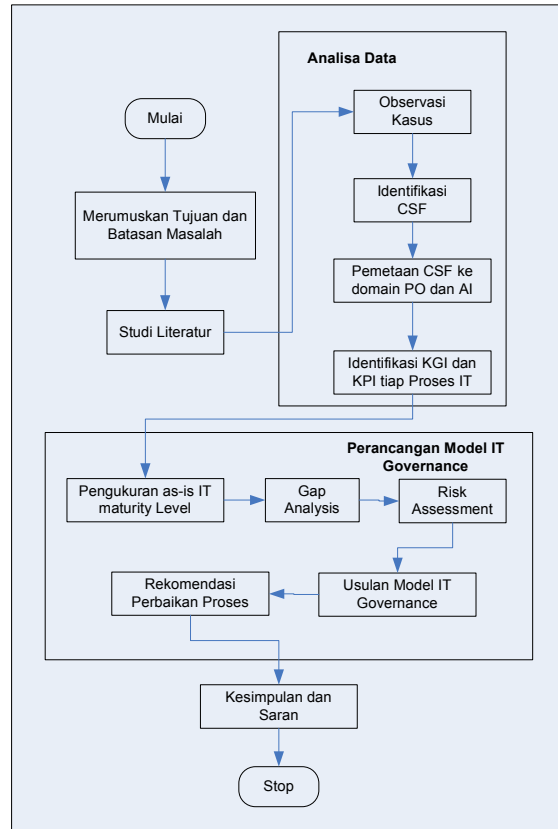 Mulai
Merumuskan Tujuan dan
Batasan Masalah
Studi Literatur
Analisa Data
Observasi
Kasus
Identifikasi
CSF
Pemetaan CSF ke
domain PO dan AI
Identifikasi KGI dan
KPI tiap Proses IT
Perancangan Model IT
Governance
Pengukuran as-is IT
maturity Level
Gap
Analysis
Risk
Assessment
Usulan Model IT
Governance
Rekomendasi
Perbaikan Proses
Kesimpulan dan
Saran
Stop